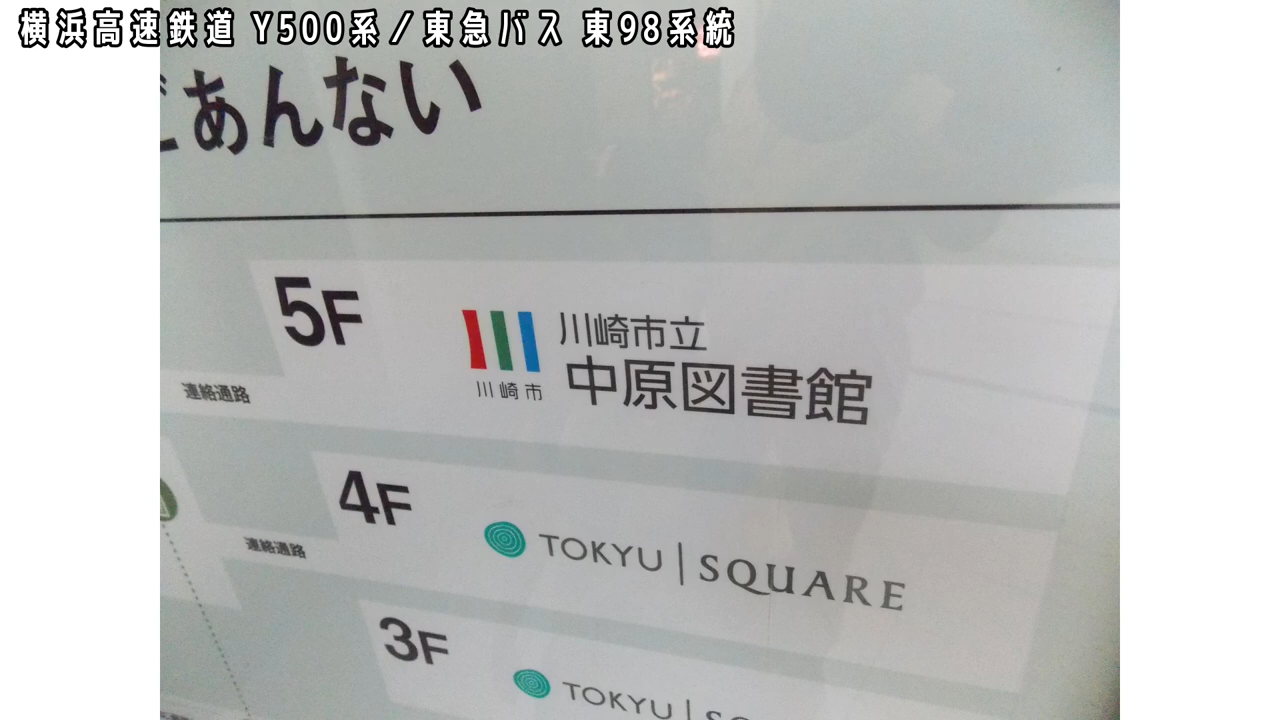 横浜高速鉄道 Y500系／東急バス 東98系統
ごあんない
5F
川崎市
川崎市立
中原図書館
連絡通路
4F
TOKYU | SQUARE
連絡通路
3F
TOKYU